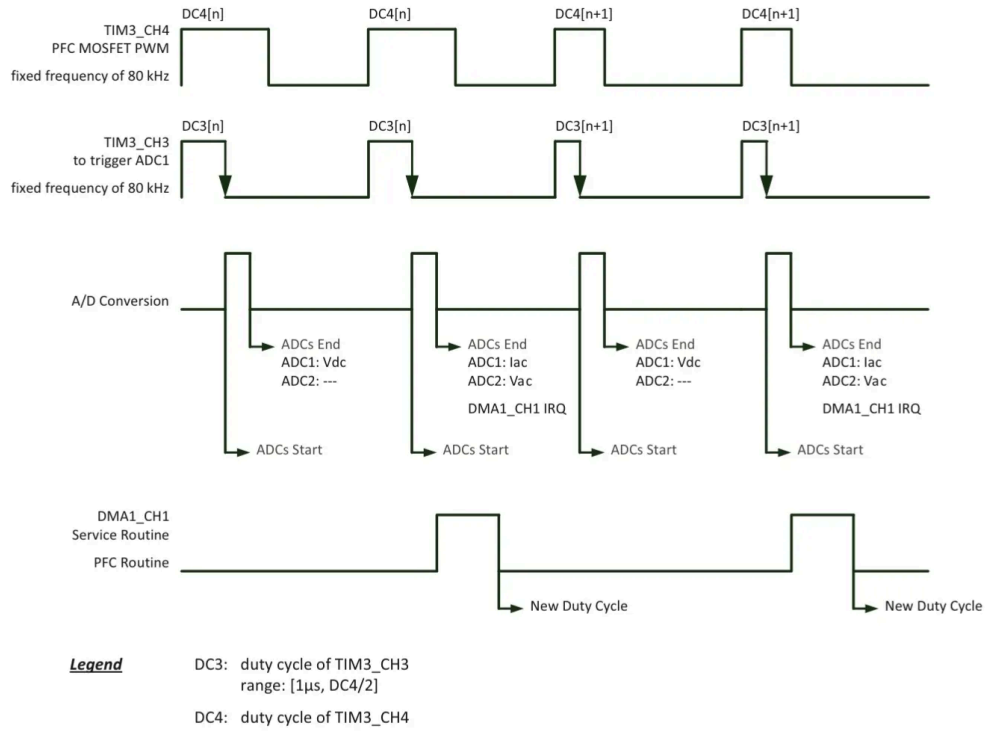 DC4[n]
DC4[n]
DC4[n+1]
DC4[n+1]
TIM3_CH4
PFC MOSFET PWM
fixed frequency of 80 kHz
DC3[n]
DC3[n]
DC3[n+1]
DC3[n+1]
TIM3_CH3
to trigger ADC1
fixed frequency of 80 kHz
A/D Conversion
ADCs End
ADC1: Vdc
ADC2: ---
ADCs End
ADC1: Iac
ADC2: Vac
DMA1_CH1 IRQ
ADCs End
ADC1: Vdc
ADC2: ---
ADCs End
ADC1: Iac
ADC2: Vac
DMA1_CH1 IRQ
ADCs Start
ADCs Start
ADCs Start
ADCs Start
DMA1_CH1
Service Routine
PFC Routine
New Duty Cycle
New Duty Cycle
Legend
DC3: duty cycle of TIM3_CH3
range: [1μs, DC4/2]
DC4: duty cycle of TIM3_CH4